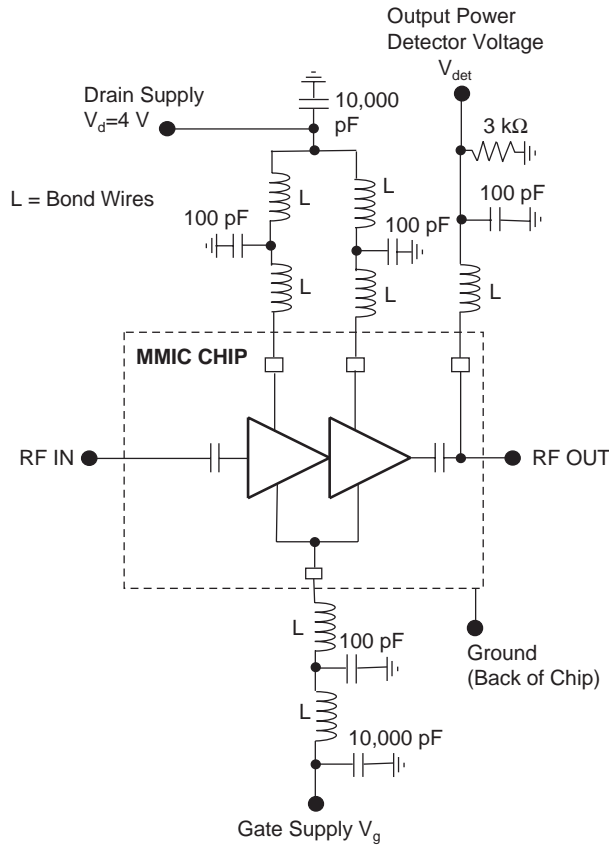 Output Power
Detector Voltage
V_det
10,000
pF
Drain Supply
V_d=4 V
3 kΩ
L = Bond Wires
L
L
100 pF
100 pF
100 pF
L
L
L
MMIC CHIP
RF IN
RF OUT
L
100 pF
Ground
(Back of Chip)
L
10,000 pF
Gate Supply V_g